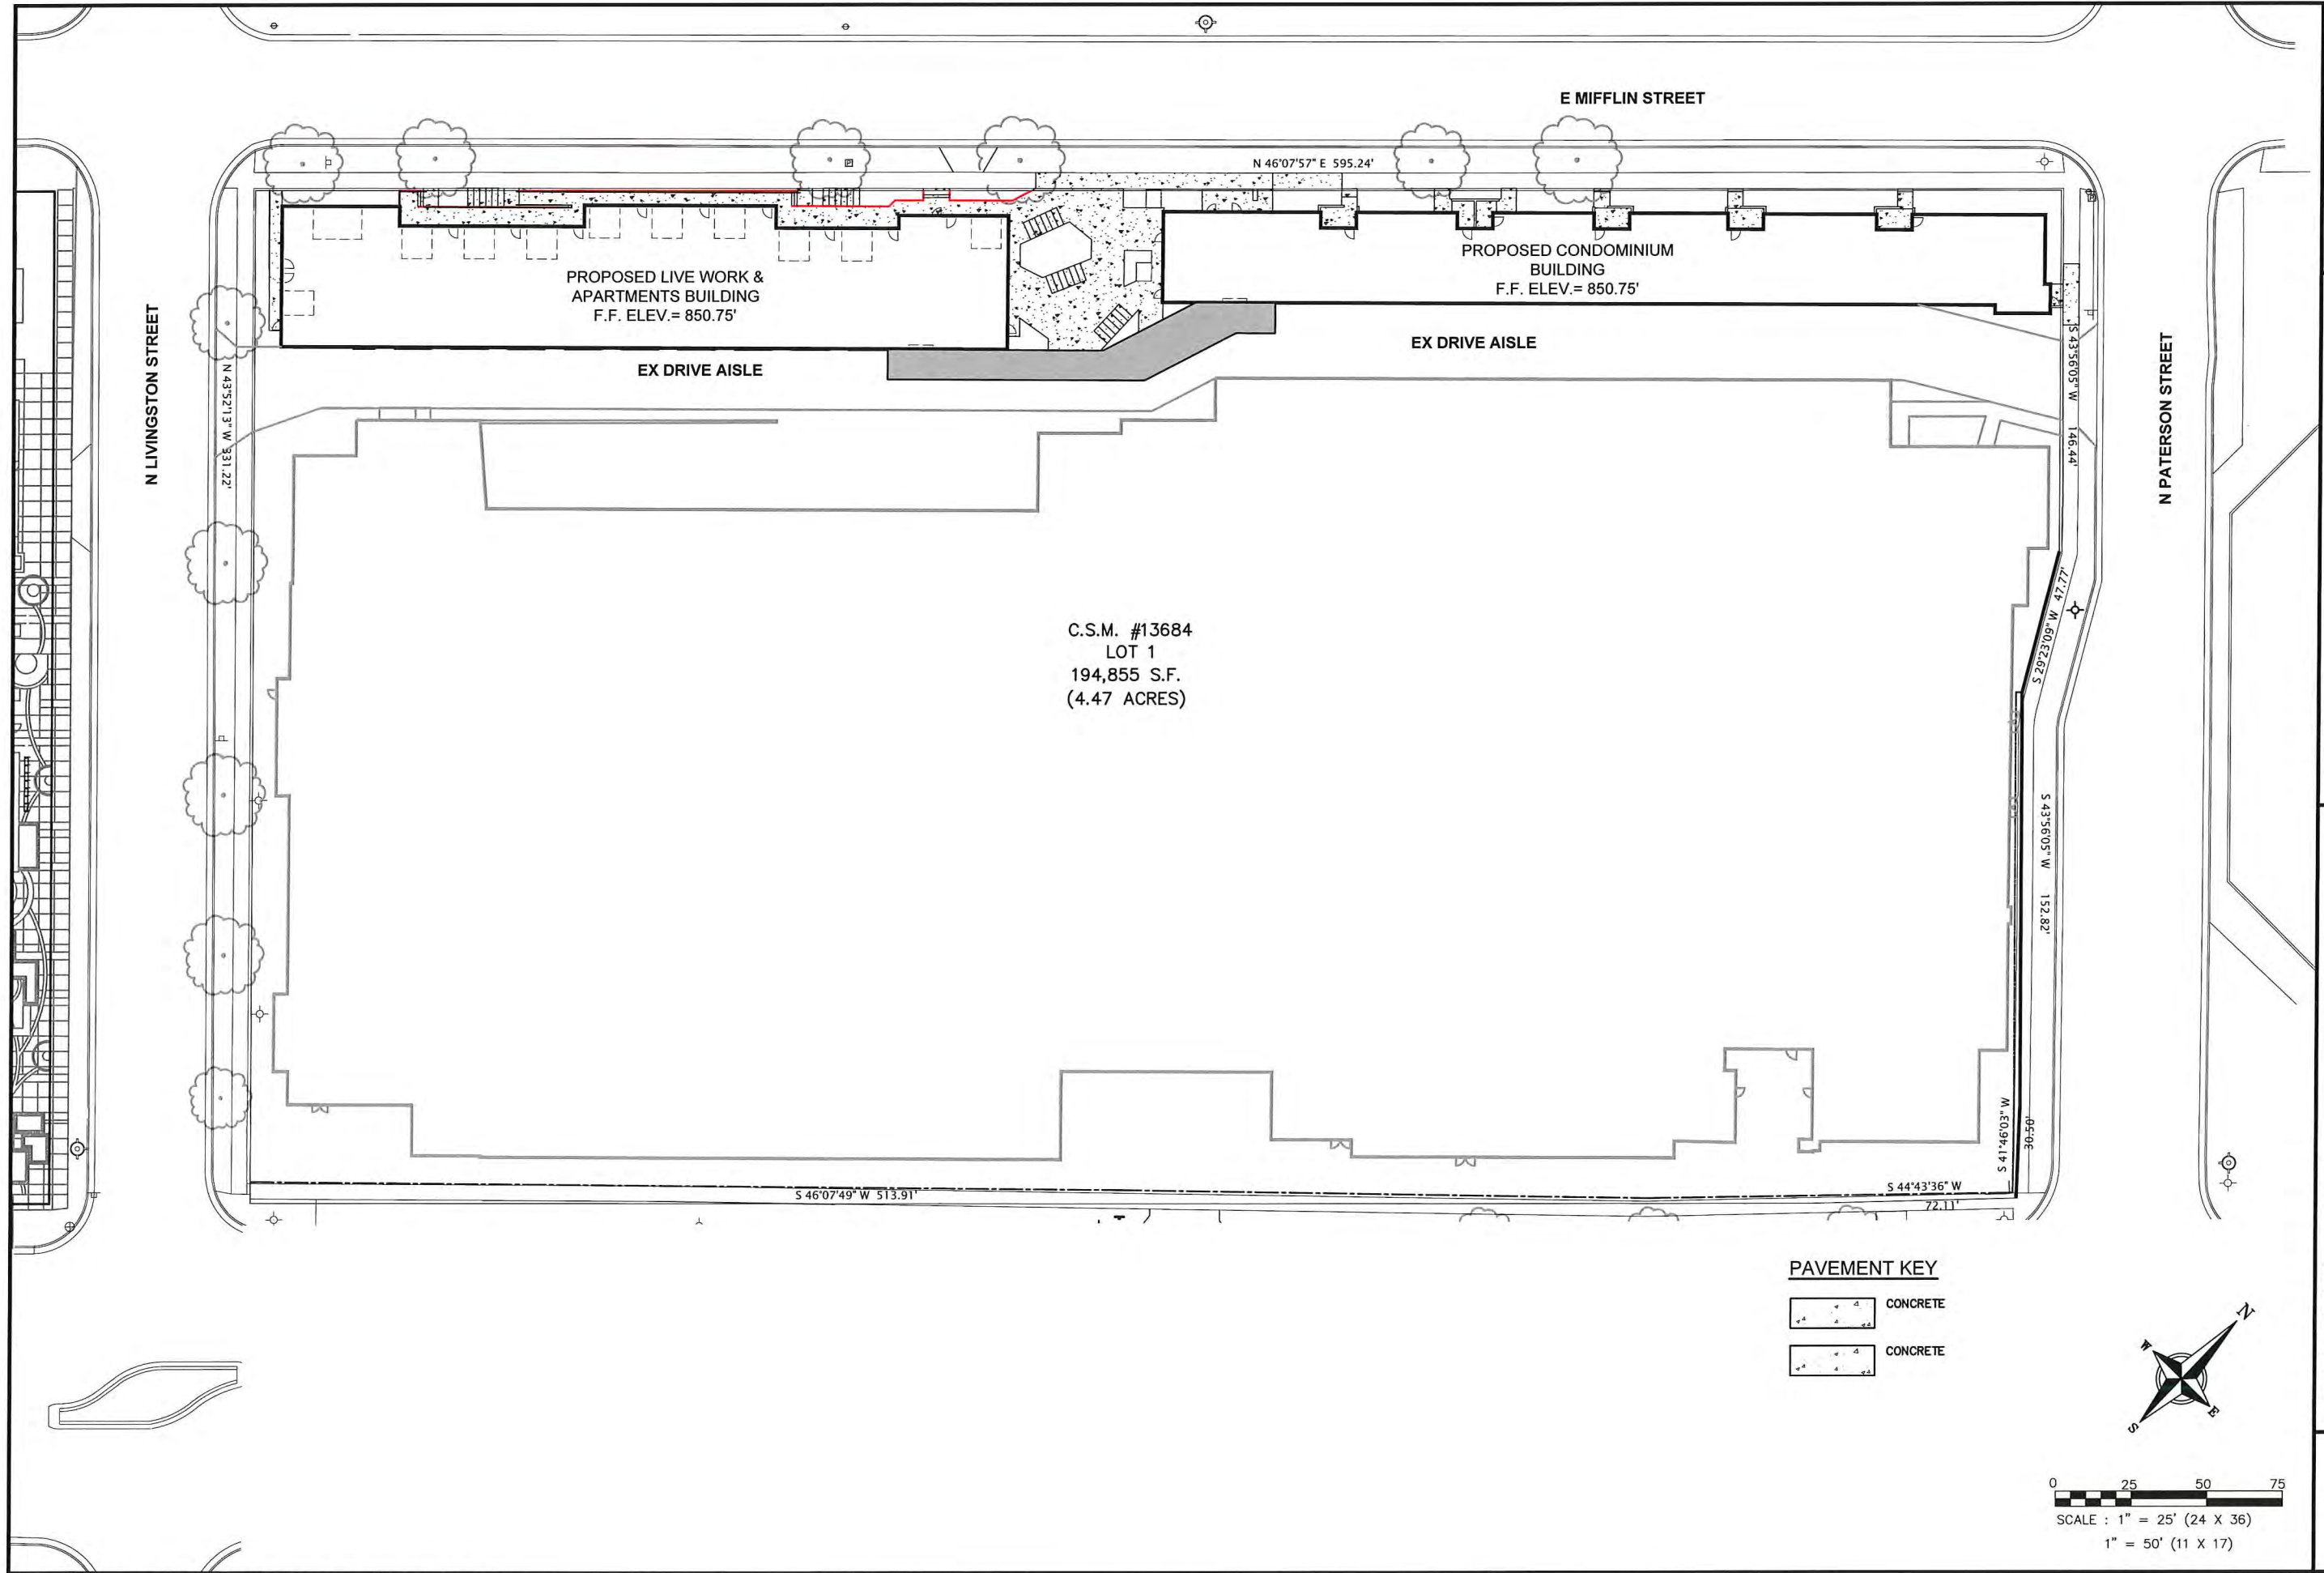 E MIFFLIN STREET
N 46°07'57" E 595.24'
PROPOSED LIVE WORK &
APARTMENTS BUILDING
F.F. ELEV.= 850.75'
PROPOSED CONDOMINIUM
BUILDING
F.F. ELEV.= 850.75'
EX DRIVE AISLE
EX DRIVE AISLE
N LIVINGSTON STREET
N 43°52'13" W 331.22'
S 43°56'05" W 146.44'
N PATERSON STREET
S 29°23'09" W 47.77'
C.S.M. #13684
LOT 1
194,855 S.F.
(4.47 ACRES)
S 43°56'05" W 152.82'
S 41°46'03" W
30.50'
S 46°07'49" W 513.91'
S 44°43'36" W
72.11'
PAVEMENT KEY
CONCRETE
CONCRETE
N
W
E
S
0 25 50 75
SCALE : 1" = 25' (24 X 36)
1" = 50' (11 X 17)